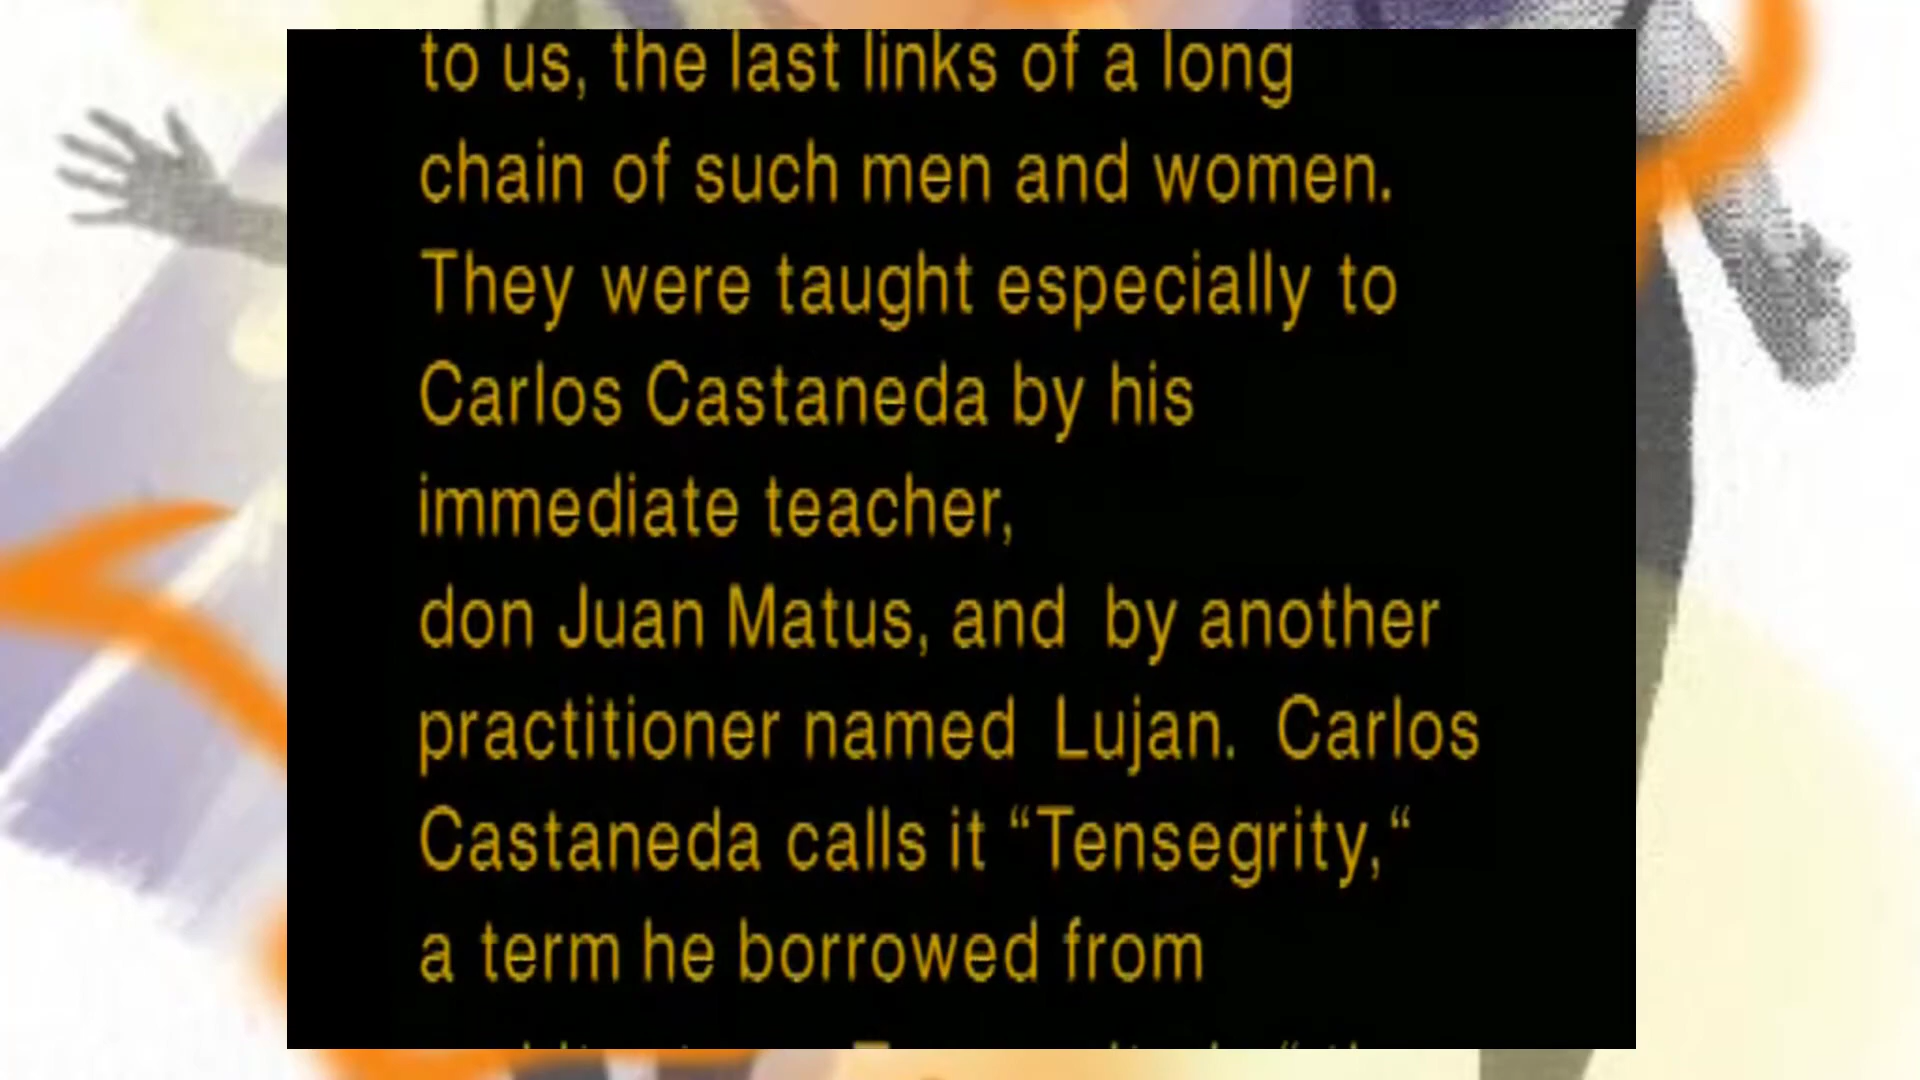 to us, the last links of a long
chain of such men and women.
They were taught especially to
Carlos Castaneda by his
immediate teacher,
don Juan Matus, and by another
practitioner named Lujan. Carlos
Castaneda calls it “Tensegrity,“
a term he borrowed from